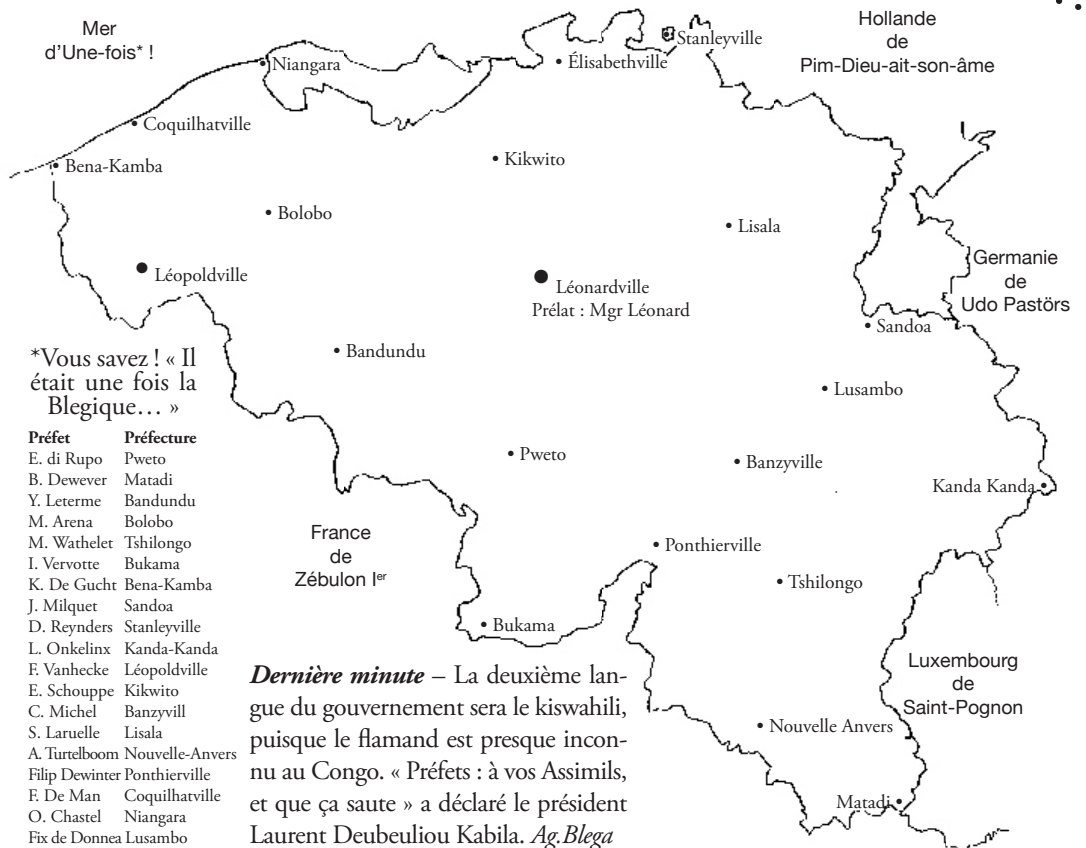 Mer
d’Une-fois* !
Hollande
de
Pim-Dieu-ait-son-âme
Stanleyville
Élisabethville
Niangara
Coquilhatville
Kikwito
Bena-Kamba
Bolobo
Lisala
Léopoldville
Léonardville
Prélat : Mgr Léonard
Germanie
de
Udo Pastörs
Sandoa
Bandundu
Lusambo
*Vous savez ! « Il
était une fois la
Blegique… »
Pweto
Banzyville
Kanda Kanda
France
de
Zébulon Ier
Ponthierville
Tshilongo
Bukama
Luxembourg
de
Saint-Pognon
Nouvelle Anvers
Matadi
Préfet Préfecture
E. di Rupo Pweto
B. Dewever Matadi
Y. Leterme Bandundu
M. Arena Bolobo
M. Wathelet Tshilongo
I. Vervotte Bukama
K. De Gucht Bena-Kamba
J. Milquet Sandoa
D. Reynders Stanleyville
L. Onkelinx Kanda-Kanda
F. Vanhecke Léopoldville
E. Schouppe Kikwito
C. Michel Banzyvill
S. Laruelle Lisala
A. Turtelboom Nouvelle-Anvers
Filip Dewinter Ponthierville
F. De Man Coquilhatville
O. Chastel Niangara
Fix de Donnea Lusambo
Dernière minute – La deuxième lan-
gue du gouvernement sera le kiswahili,
puisque le flamand est presque incon-
nu au Congo. « Préfets : à vos Assimils,
et que ça saute » a déclaré le président
Laurent Deubeuliou Kabila. Ag.Blega